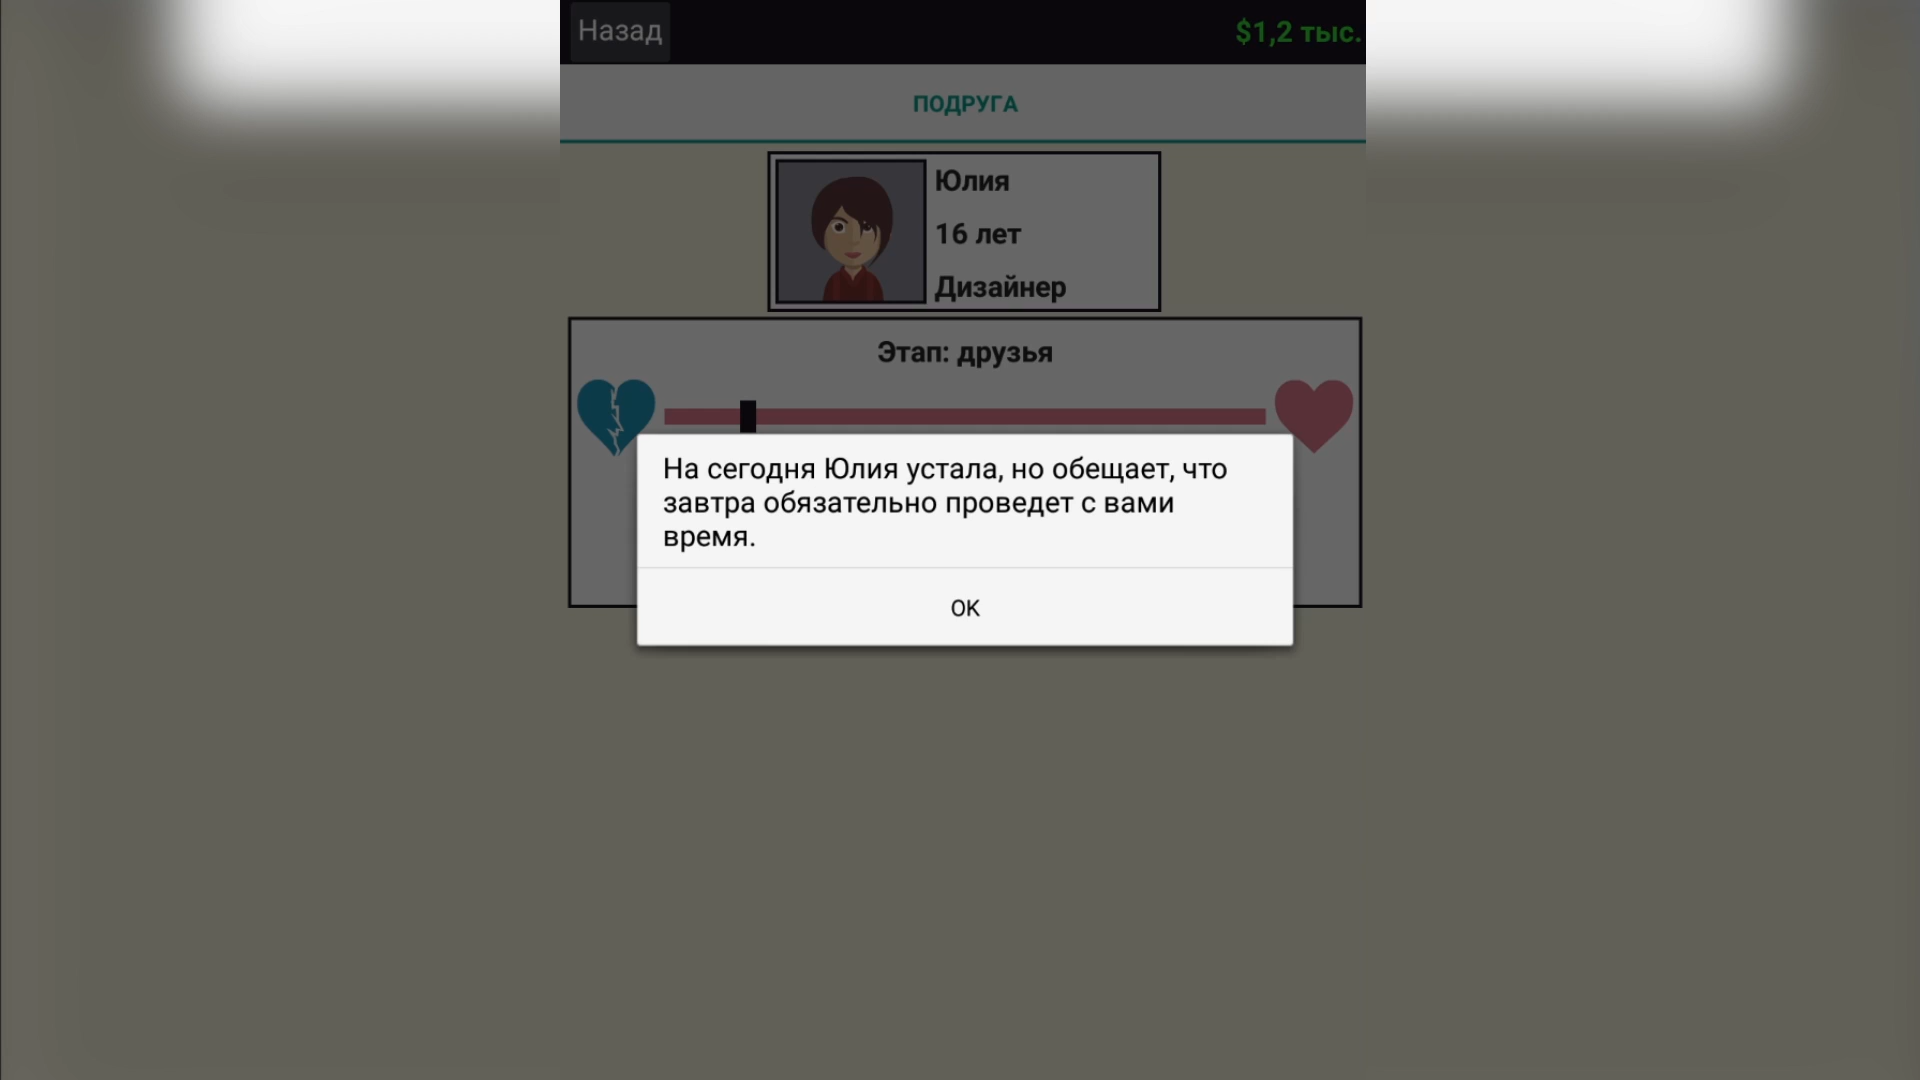 Назад
$1,2 тыс.
ПОДРУГА
Юлия
16 лет
Дизайнер
Этап: друзья
На сегодня Юлия устала, но обещает, что
завтра обязательно проведет с вами
время.
OK